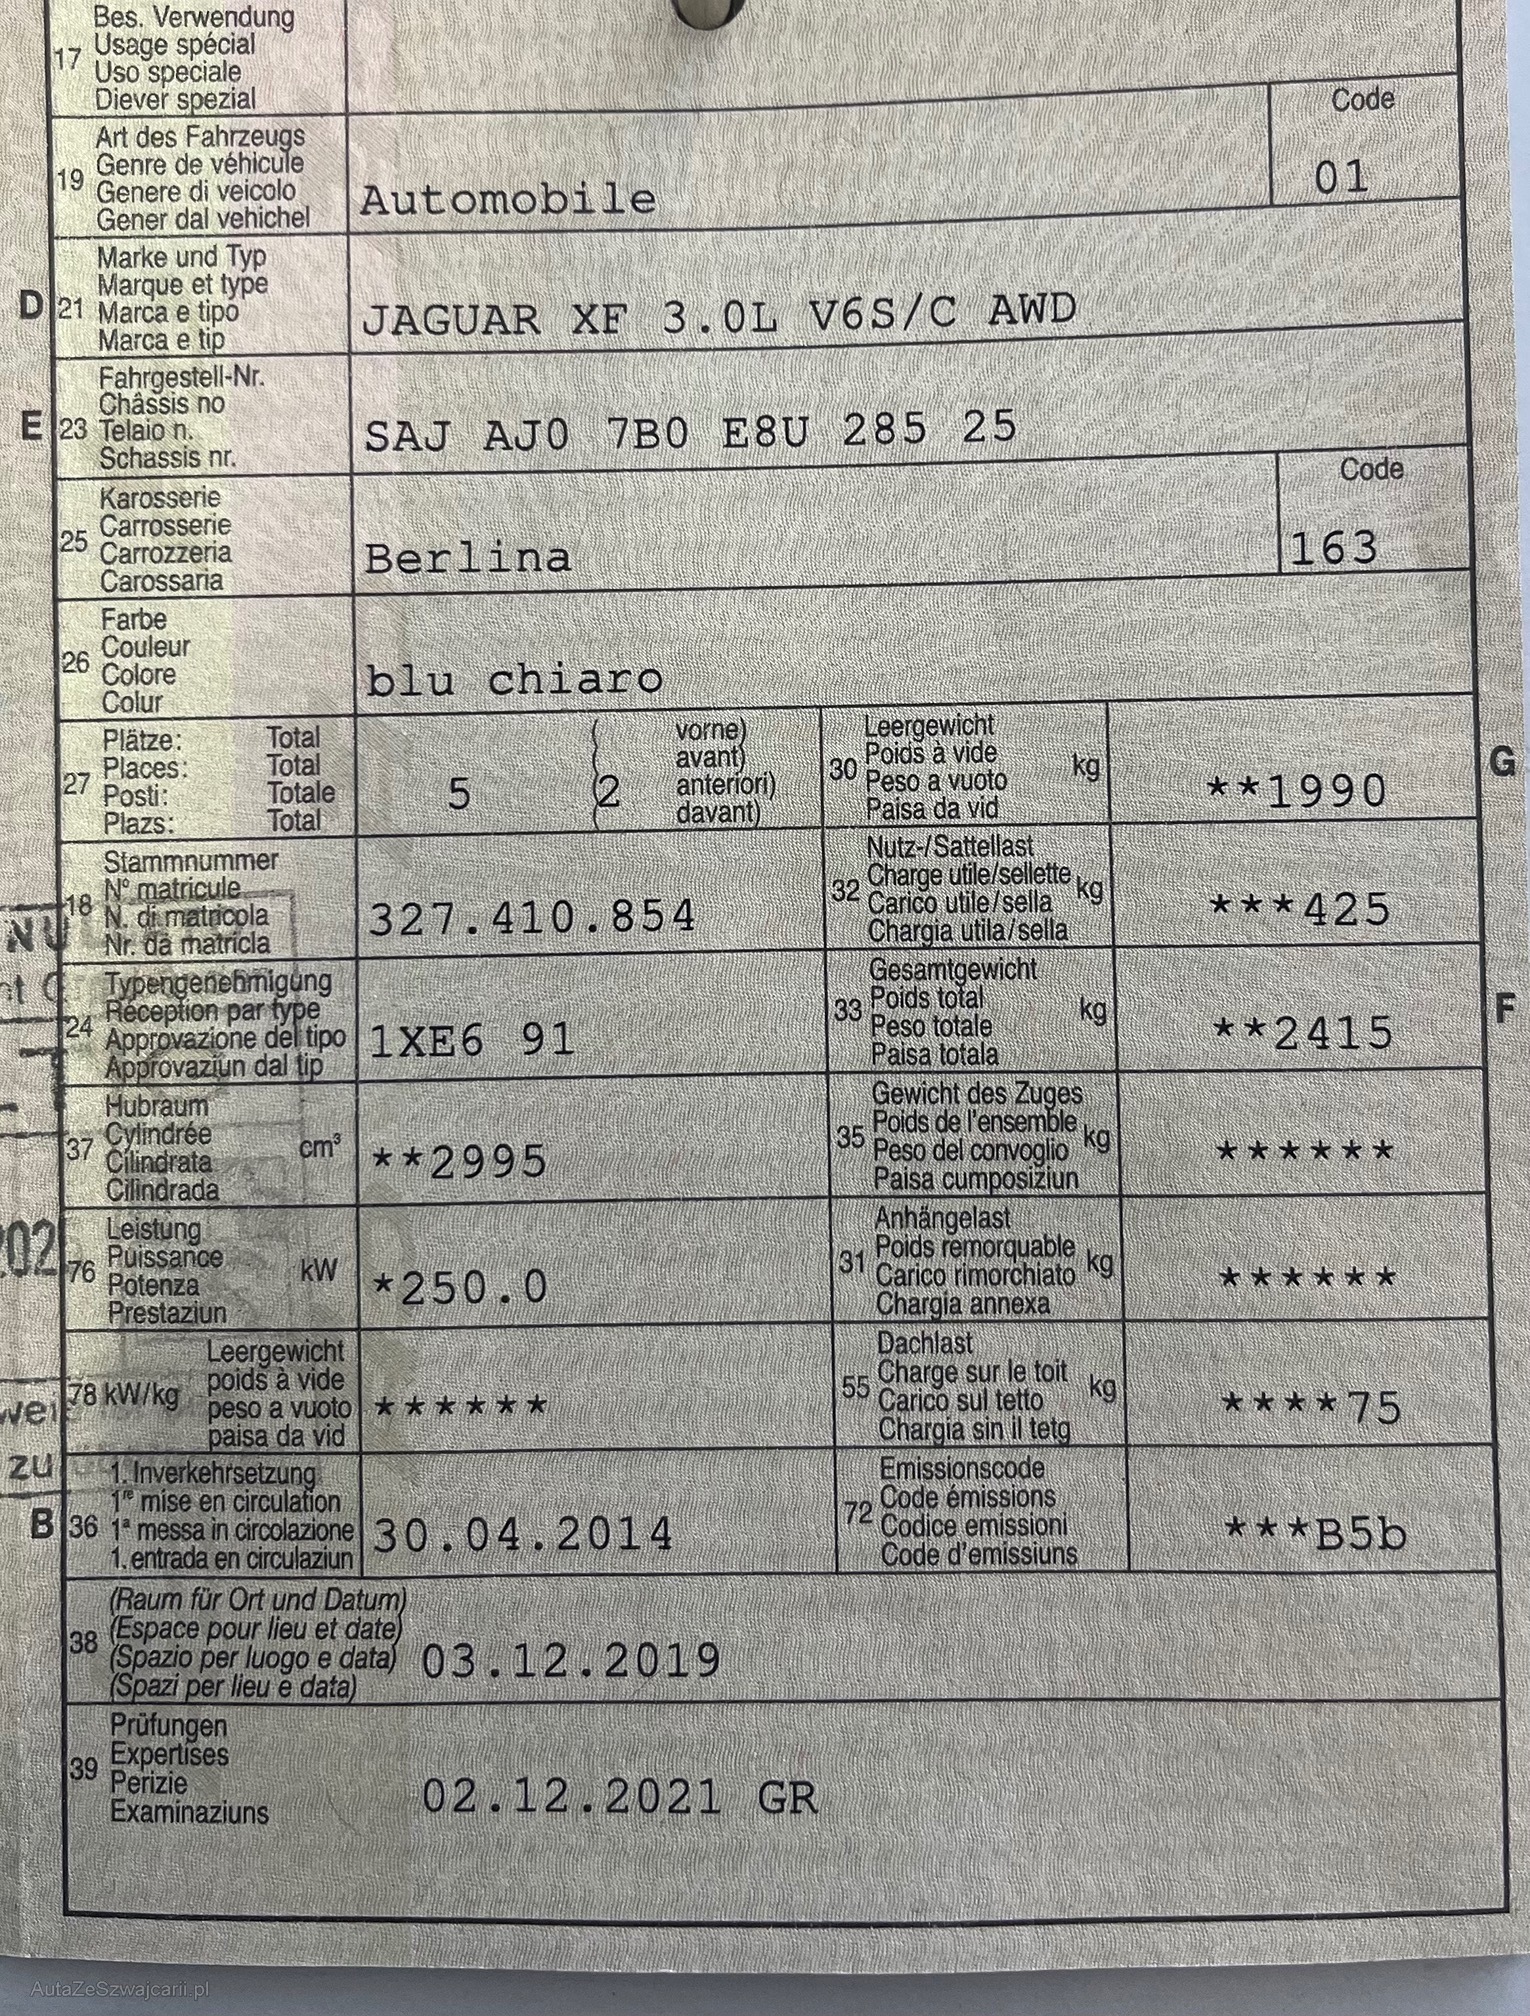 17 Bes. Verwendung
Usage spécial
Uso speciale
Diever spezial
19 Art des Fahrzeugs
Genre de véhicule
Genere di veicolo
Gener dal vehichel
Automobile
Code
01
D 21 Marke und Typ
Marque et type
Marca e tipo
Marca e tip
JAGUAR XF 3.0L V6S/C AWD
E 23 Fahrgestell-Nr.
Châssis no
Telaio n.
Schassis nr.
SAJ AJ0 7B0 E8U 285 25
25 Karosserie
Carrosserie
Carrozzeria
Carossaria
Berlina
Code
163
26 Farbe
Couleur
Colore
Colur
blu chiaro
27 Plätze: Total
Places: Total
Posti: Totale
Plazs: Total
5 (2 vorne)
avant)
anteriori)
davant)
30 Leergewicht
Poids à vide kg
Peso a vuoto
Paisa da vid
**1990
G
18 Stammnummer
N° matricule
N. di matricola
Nr. da matricla
327.410.854
32 Nutz-/Sattellast
Charge utile/sellette kg
Carico utile/sella
Chargia utila/sella
***425
24 Typengenehmigung
Réception par type
Approvazione del tipo
Approvaziun dal tip
1XE6 91
33 Gesamtgewicht
Poids total kg
Peso totale
Paisa totala
**2415
F
37 Hubraum
Cylindrée cm³
Cilindrata
Cilindrada
**2995
35 Gewicht des Zuges
Poids de l'ensemble kg
Peso del convoglio
Paisa cumposiziun
******
76 Leistung
Puissance kW
Potenza
Prestaziun
*250.0
31 Anhängelast
Poids remorquable kg
Carico rimorchiato
Chargia annexa
******
78 kW/kg Leergewicht
poids à vide
peso a vuoto
paisa da vid
******
55 Dachlast
Charge sur le toit kg
Carico sul tetto
Chargia sin il tetg
****75
B 36 1. Inverkehrsetzung
1re mise en circulation
1a messa in circolazione
1. entrada en circulaziun
30.04.2014
72 Emissionscode
Code émissions
Codice emissioni
Code d'emissiuns
***B5b
38 (Raum für Ort und Datum)
(Espace pour lieu et date)
(Spazio per luogo e data)
(Spazi per lieu e data)
03.12.2019
39 Prüfungen
Expertises
Perizie
Examinaziuns
02.12.2021 GR
zu
AutaZeSzwajcarii.pl